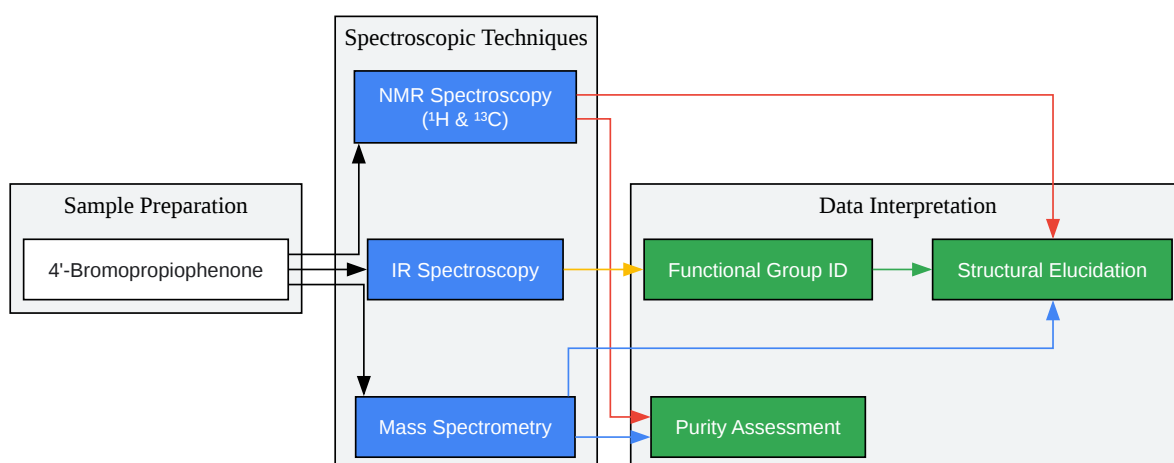 Spectroscopic Techniques
NMR Spectroscopy
(¹H & ¹³C)
Sample Preparation
Data Interpretation
4'-Bromopropiophenone
IR Spectroscopy
Functional Group ID
Structural Elucidation
Mass Spectrometry
Purity Assessment